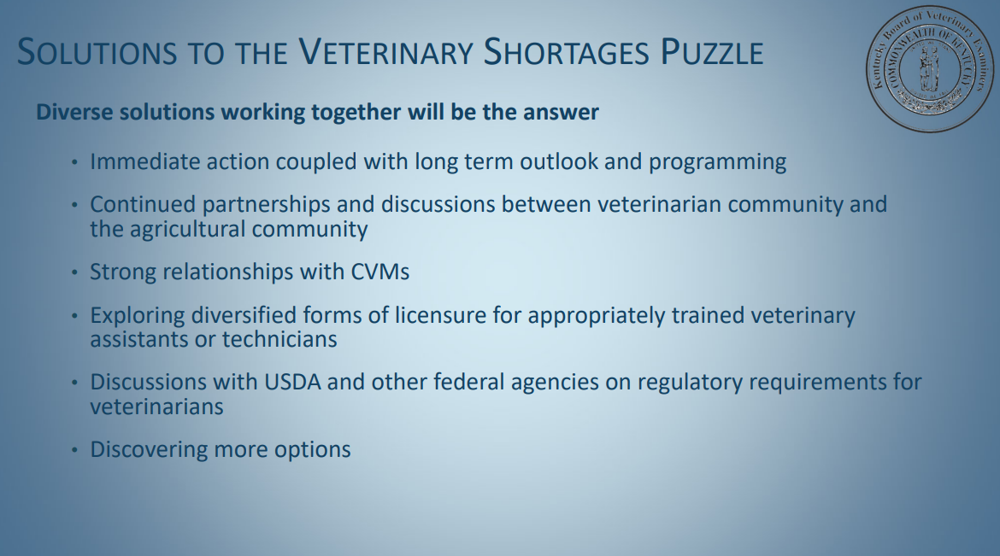 Solutions to the Veterinary Shortages Puzzle
Kentucky Board of Veterinary Examiners
COMMONWEALTH OF KENTUCKY
Diverse solutions working together will be the answer
• Immediate action coupled with long term outlook and programming
• Continued partnerships and discussions between veterinarian community and
the agricultural community
• Strong relationships with CVMs
• Exploring diversified forms of licensure for appropriately trained veterinary
assistants or technicians
• Discussions with USDA and other federal agencies on regulatory requirements for
veterinarians
• Discovering more options